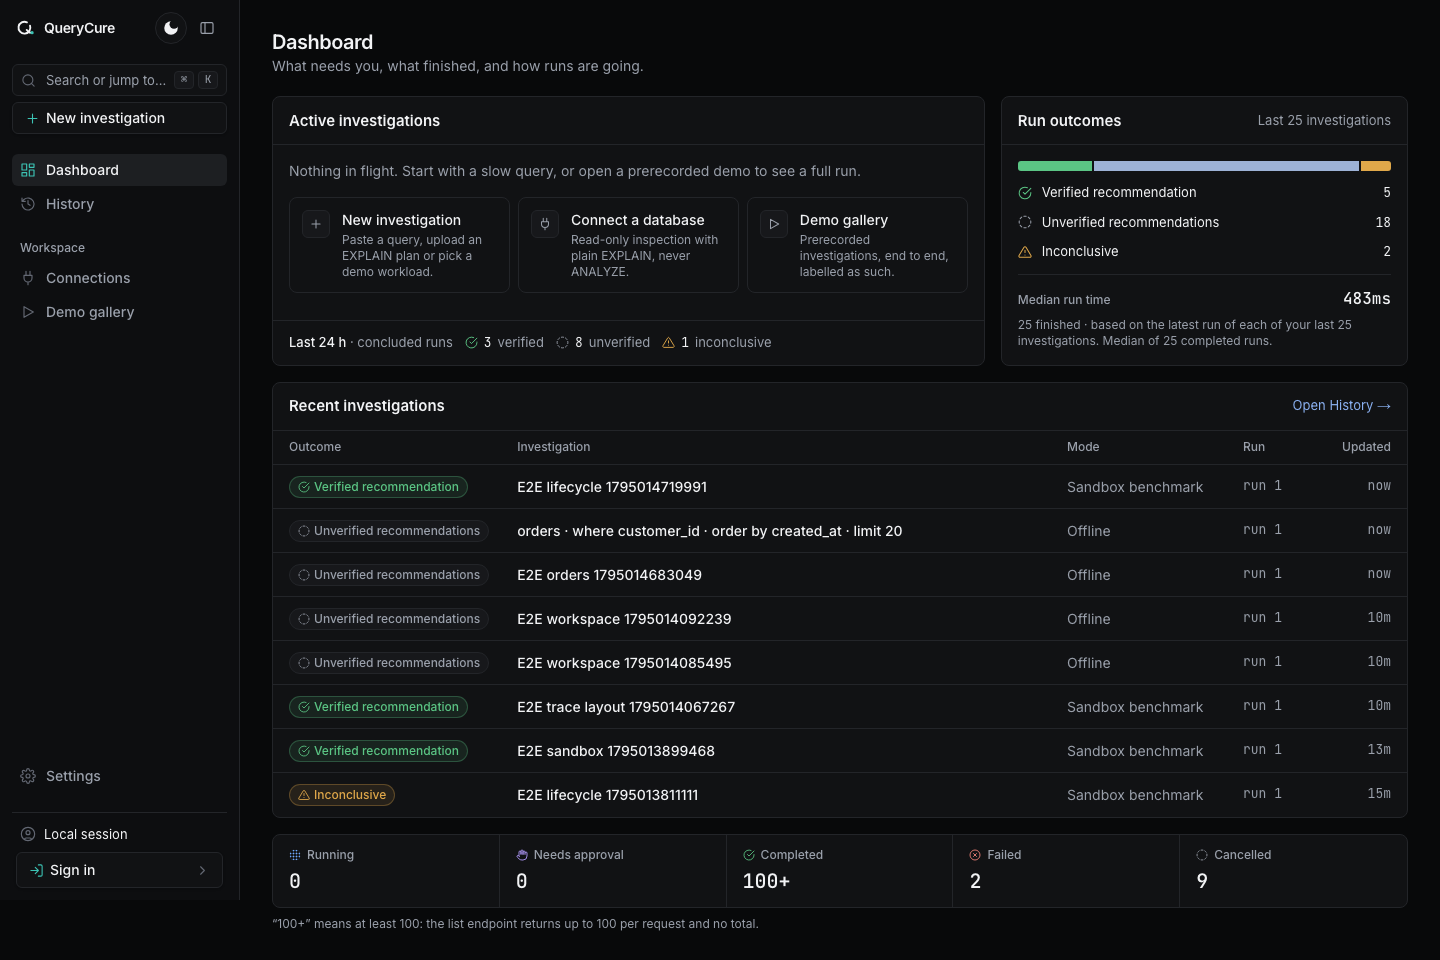 QueryCure
Search or jump to... ⌘ K
New investigation
Dashboard
History
Workspace
Connections
Demo gallery
Settings
Local session
Sign in
Dashboard
What needs you, what finished, and how runs are going.
Active investigations
Nothing in flight. Start with a slow query, or open a prerecorded demo to see a full run.
New investigation
Paste a query, upload an
EXPLAIN plan or pick a
demo workload.
Connect a database
Read-only inspection with
plain EXPLAIN, never
ANALYZE.
Demo gallery
Prerecorded
investigations, end to end,
labelled as such.
Last 24 h · concluded runs 3 verified 8 unverified 1 inconclusive
Run outcomes Last 25 investigations
Verified recommendation 5
Unverified recommendations 18
Inconclusive 2
Median run time 483ms
25 finished · based on the latest run of each of your last 25
investigations. Median of 25 completed runs.
Recent investigations Open History →
Outcome Investigation Mode Run Updated
Verified recommendation E2E lifecycle 1795014719991 Sandbox benchmark run 1 now
Unverified recommendations orders · where customer_id · order by created_at · limit 20 Offline run 1 now
Unverified recommendations E2E orders 1795014683049 Offline run 1 now
Unverified recommendations E2E workspace 1795014092239 Offline run 1 10m
Unverified recommendations E2E workspace 1795014085495 Offline run 1 10m
Verified recommendation E2E trace layout 1795014067267 Sandbox benchmark run 1 10m
Verified recommendation E2E sandbox 1795013899468 Sandbox benchmark run 1 13m
Inconclusive E2E lifecycle 1795013811111 Sandbox benchmark run 1 15m
Running Needs approval Completed Failed Cancelled
0 0 100+ 2 9
“100+” means at least 100: the list endpoint returns up to 100 per request and no total.